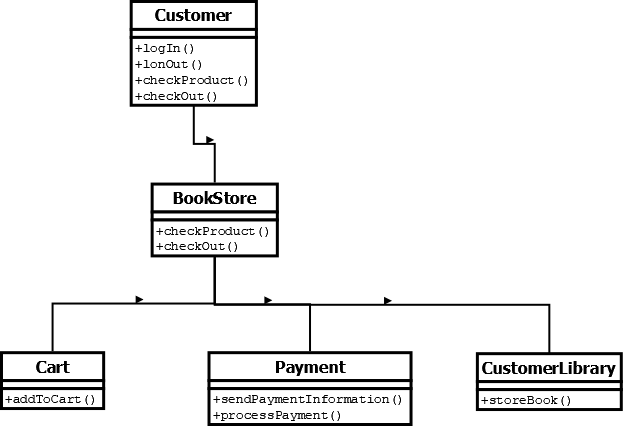 Customer
+logIn()
+lonOut()
+checkProduct()
+checkOut()
BookStore
+checkProduct()
+checkOut()
Cart
+addToCart()
Payment
+sendPaymentInformation()
+processPayment()
CustomerLibrary
+storeBook()